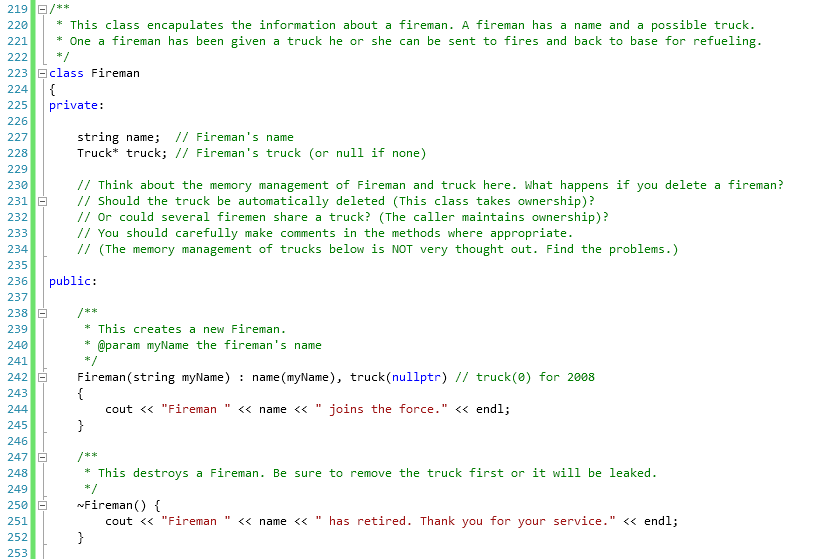 219 /**
220  * This class encapulates the information about a fireman. A fireman has a name and a possible truck.
221  * One a fireman has been given a truck he or she can be sent to fires and back to base for refueling.
222  */
223 class Fireman
224 {
225 private:
226
227     string name;  // Fireman's name
228     Truck* truck; // Fireman's truck (or null if none)
229
230     // Think about the memory management of Fireman and truck here. What happens if you delete a fireman?
231     // Should the truck be automatically deleted (This class takes ownership)?
232     // Or could several firemen share a truck? (The caller maintains ownership)?
233     // You should carefully make comments in the methods where appropriate.
234     // (The memory management of trucks below is NOT very thought out. Find the problems.)
235
236 public:
237
238     /**
239      * This creates a new Fireman.
240      * @param myName the fireman's name
241      */
242     Fireman(string myName) : name(myName), truck(nullptr) // truck(0) for 2008
243     {
244         cout << "Fireman " << name << " joins the force." << endl;
245     }
246
247     /**
248      * This destroys a Fireman. Be sure to remove the truck first or it will be leaked.
249      */
250     ~Fireman() {
251         cout << "Fireman " << name << " has retired. Thank you for your service." << endl;
252     }
253